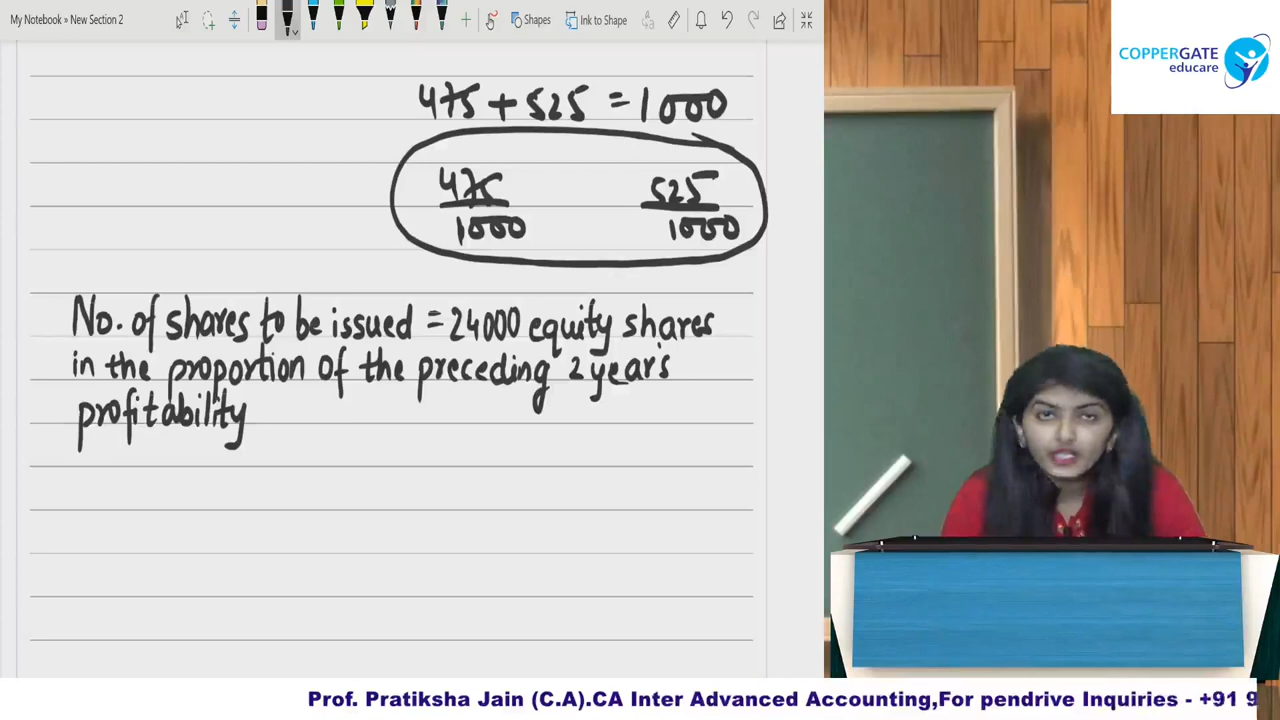 My Notebook » New Section 2
Shapes
Ink to Shape
COPPERGATE
educare
475 + 525 = 1000
475 525
1000 1000
No. of shares to be issued = 24000 equity shares
in the proportion of the preceding 2 year's
profitability
Prof. Pratiksha Jain (C.A).CA Inter Advanced Accounting,For pendrive Inquiries - +91 9